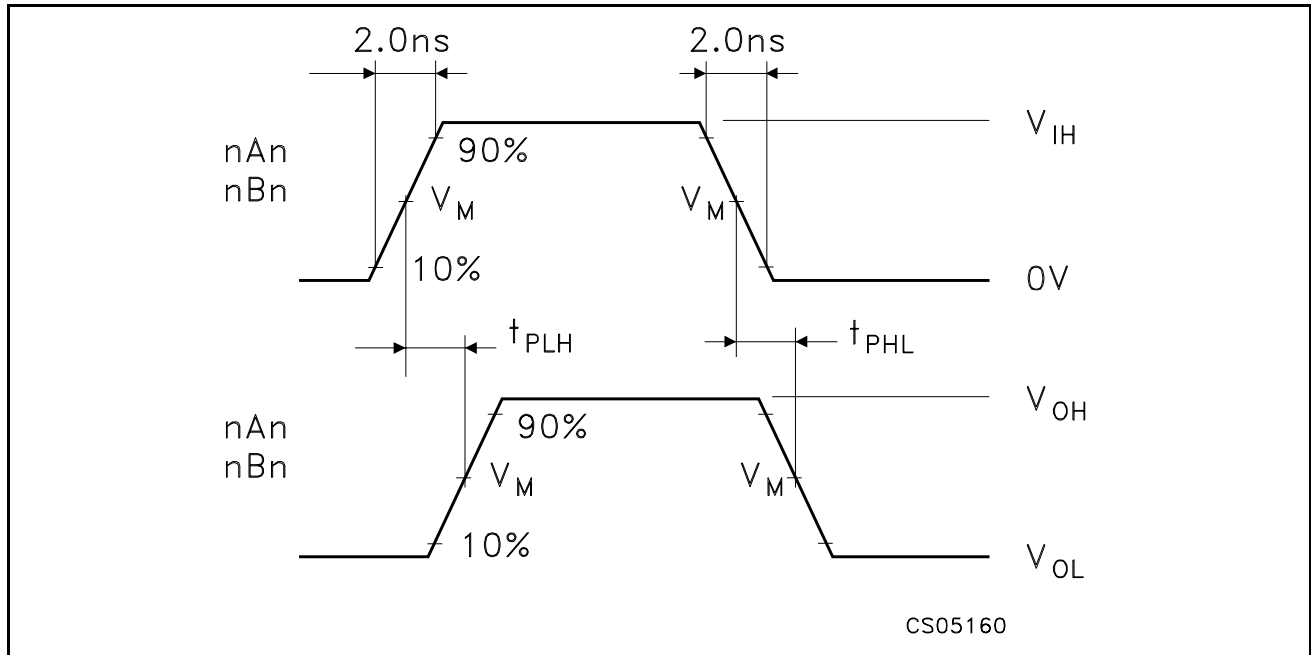 2.0ns 2.0ns
nAn
nBn
90%
V_M V_M
10%
V_IH
0V
t_PLH t_PHL
nAn
nBn
90%
V_M V_M
10%
V_OH
V_OL
CS05160